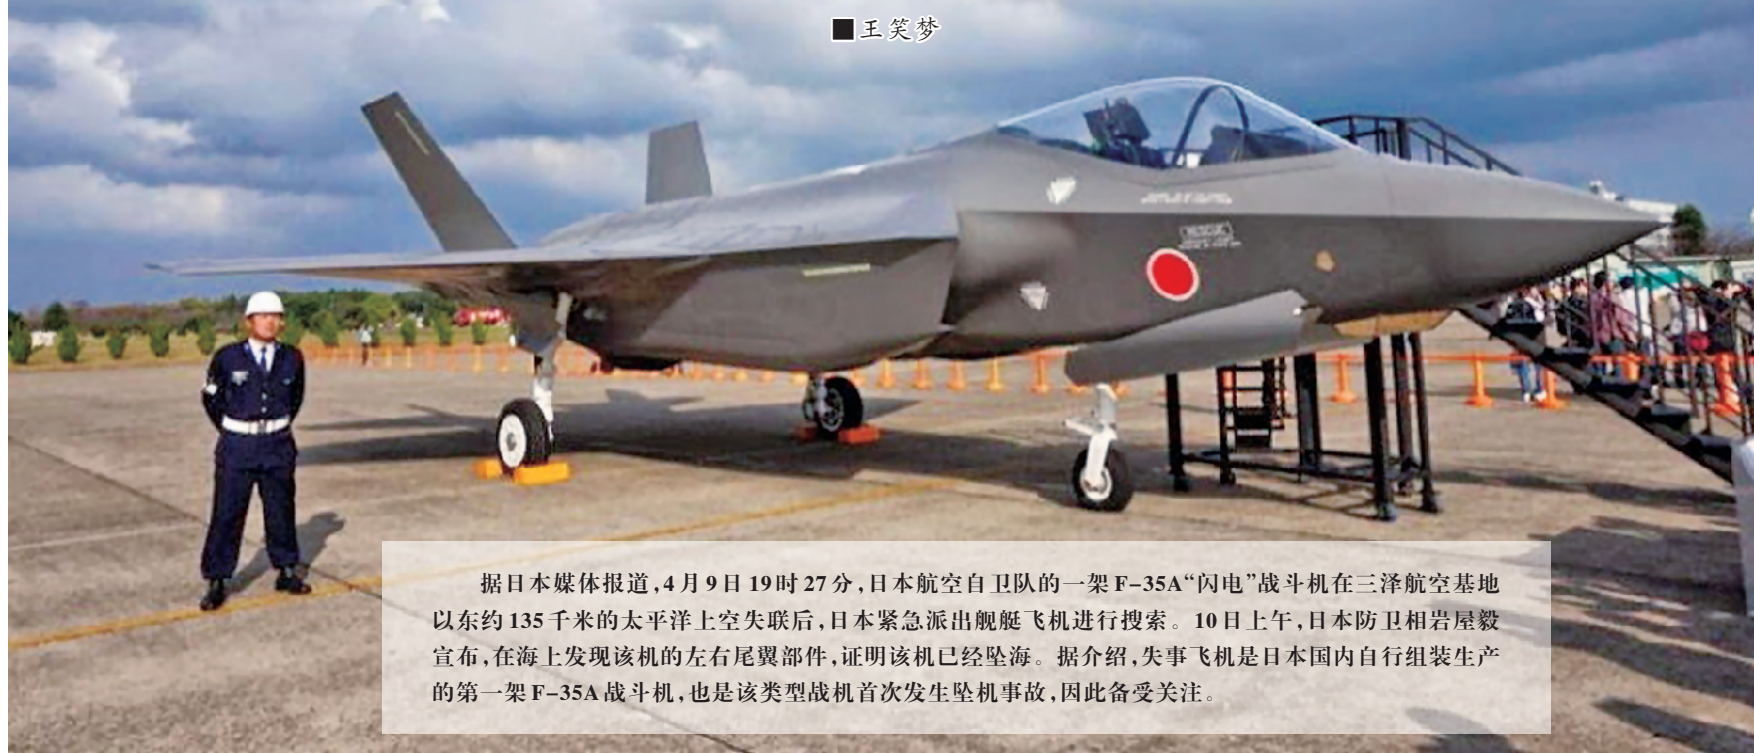 ■王笑梦
据日本媒体报道,4月9日19时27分,日本航空自卫队的一架F-35A“闪电”战斗机在三泽航空基地
以东约135千米的太平洋上空失联后,日本紧急派出舰艇飞机进行搜索。10日上午,日本防卫相岩屋毅
宣布,在海上发现该机的左右尾翼部件,证明该机已经坠海。据介绍,失事飞机是日本国内自行组装生产
的第一架F-35A战斗机,也是该类型战机首次发生坠机事故,因此备受关注。